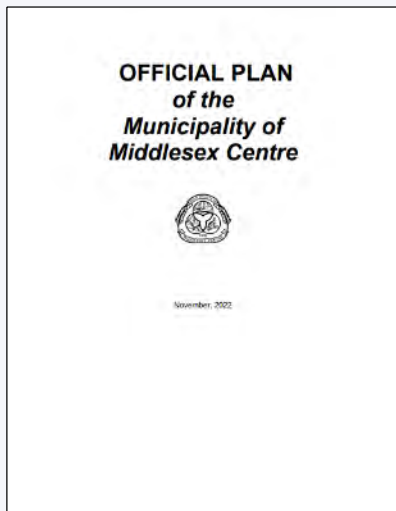 OFFICIAL PLAN
of the
Municipality of
Middlesex Centre
November, 2022